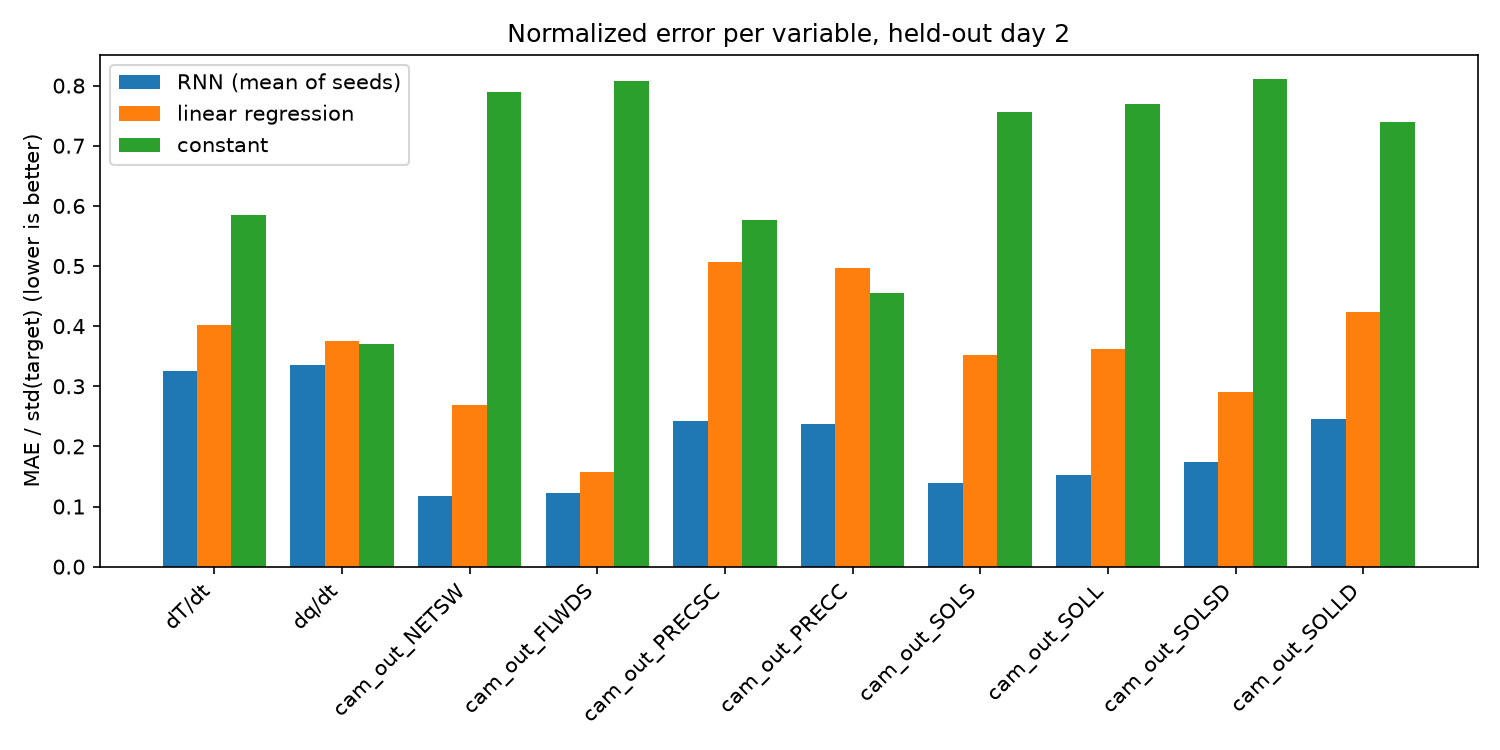 Normalized error per variable, held-out day 2
RNN (mean of seeds)
linear regression
constant
MAE / std(target) (lower is better)
0.8
0.7
0.6
0.5
0.4
0.3
0.2
0.1
0.0
dT/dt
dq/dt
cam_out_NETSW
cam_out_FLWDS
cam_out_PRECSC
cam_out_PRECC
cam_out_SOLS
cam_out_SOLL
cam_out_SOLSD
cam_out_SOLLD